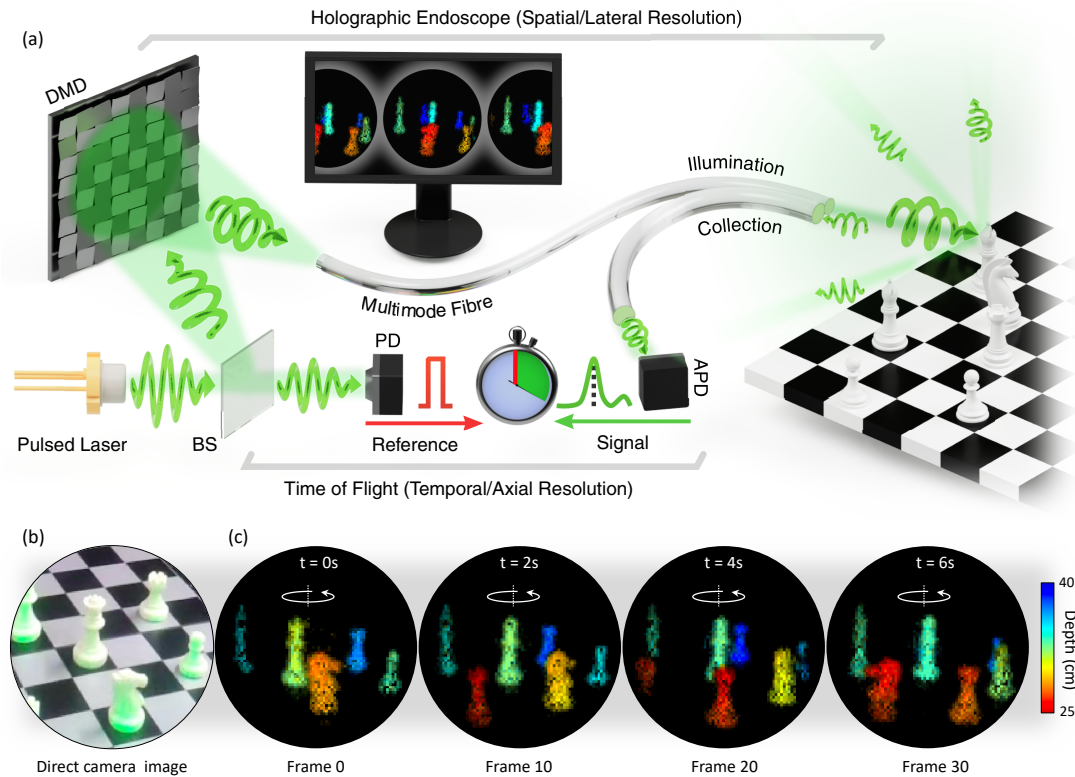 Holographic Endoscope (Spatial/Lateral Resolution)
(a)
DMD
Illumination
Collection
Multimode Fibre
PD
APD
Pulsed Laser
BS
Reference
Signal
Time of Flight (Temporal/Axial Resolution)
(b)
(c)
t = 0s
t = 2s
t = 4s
t = 6s
40
Depth (cm)
25
Direct camera image
Frame 0
Frame 10
Frame 20
Frame 30